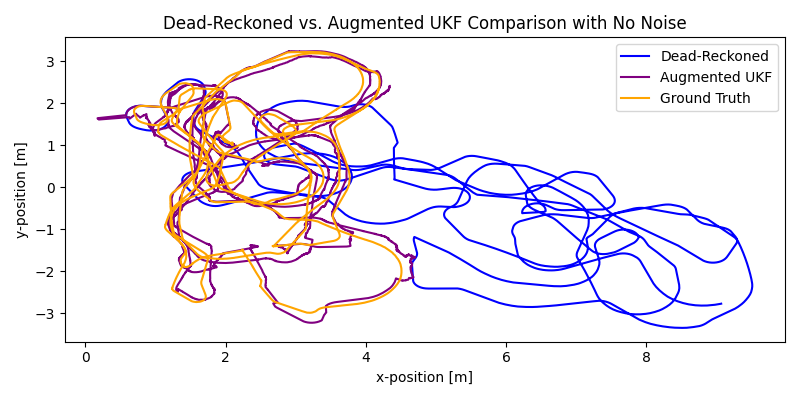 Dead-Reckoned vs. Augmented UKF Comparison with No Noise
Dead-Reckoned
Augmented UKF
Ground Truth
y-position [m]
3
2
1
0
−1
−2
−3
0 2 4 6 8
x-position [m]